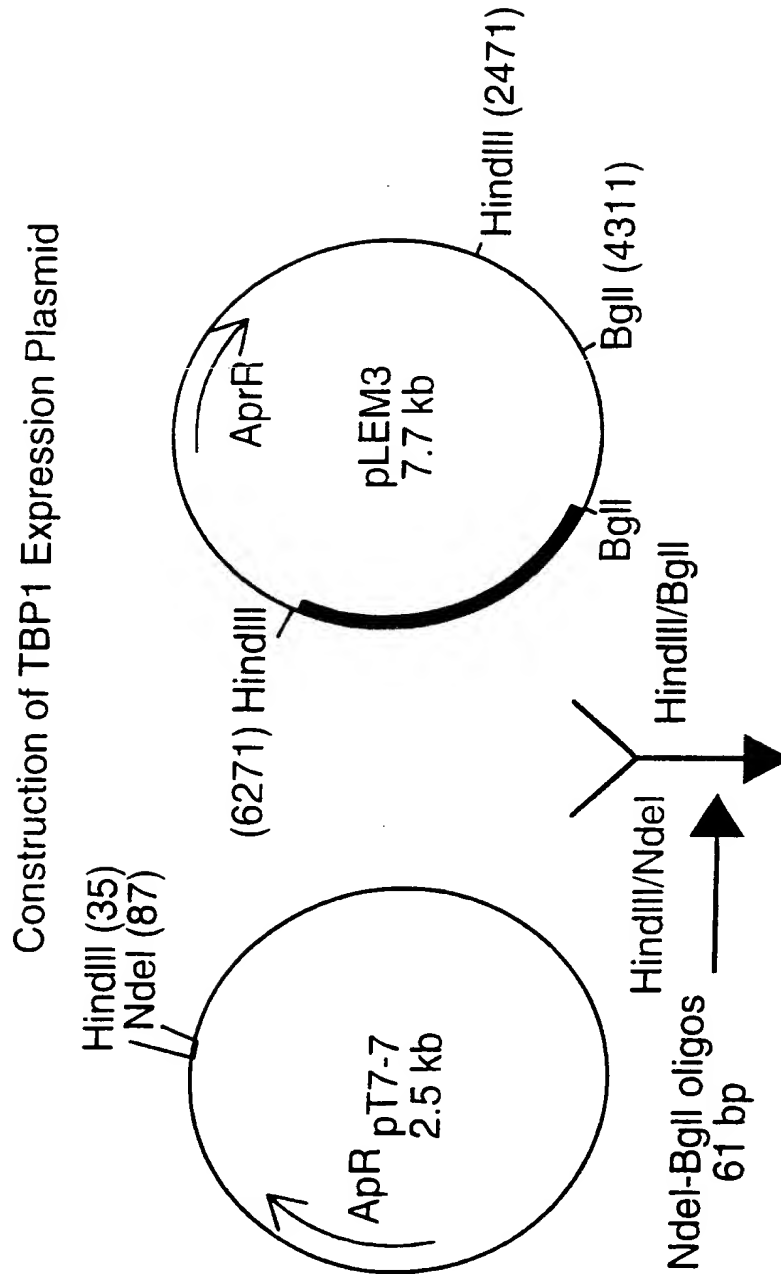 Construction of TBP1 Expression Plasmid
HindIII (35)
NdeI (87)
ApR
pT7-7
2.5 kb
(6271) HindIII
AprR
pLEM3
7.7 kb
HindIII (2471)
BglI (4311)
BglI
HindIII/NdeI
HindIII/BglI
NdeI-BglI oligos
61 bp